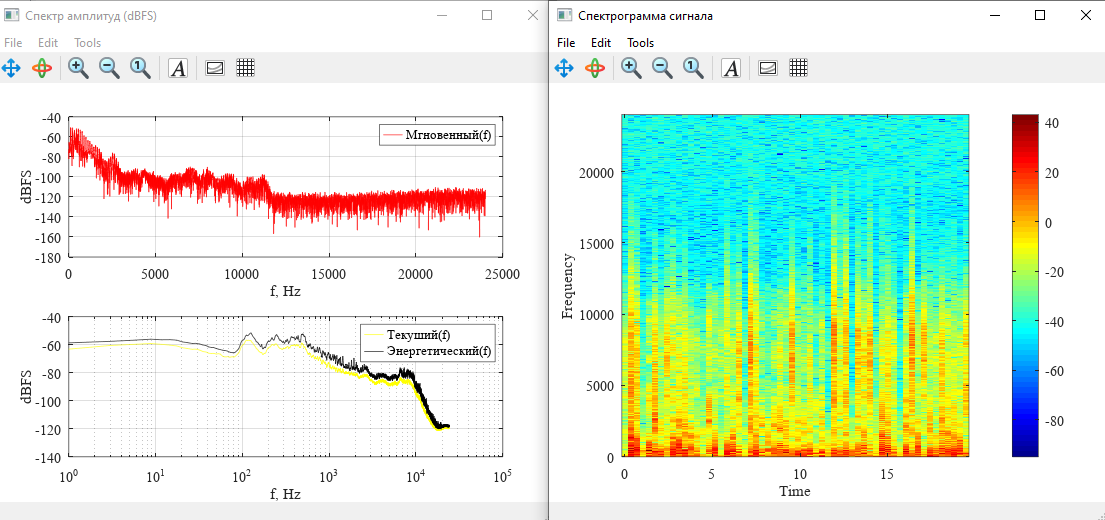 Спектр амплитуд (dBFS)
File Edit Tools
1 A
-40
-60
-80
-100
-120
-140
-160
-180
dBFS
Мгновенный(f)
0 5000 10000 15000 20000 25000
f, Hz
-40
-60
-80
-100
-120
-140
dBFS
Текуший(f)
Энергетический(f)
10⁰ 10¹ 10² 10³ 10⁴ 10⁵
f, Hz
Спектрограмма сигнала
File Edit Tools
1 A
20000
15000
10000
5000
0
Frequency
0 5 10 15
Time
40
20
0
-20
-40
-60
-80